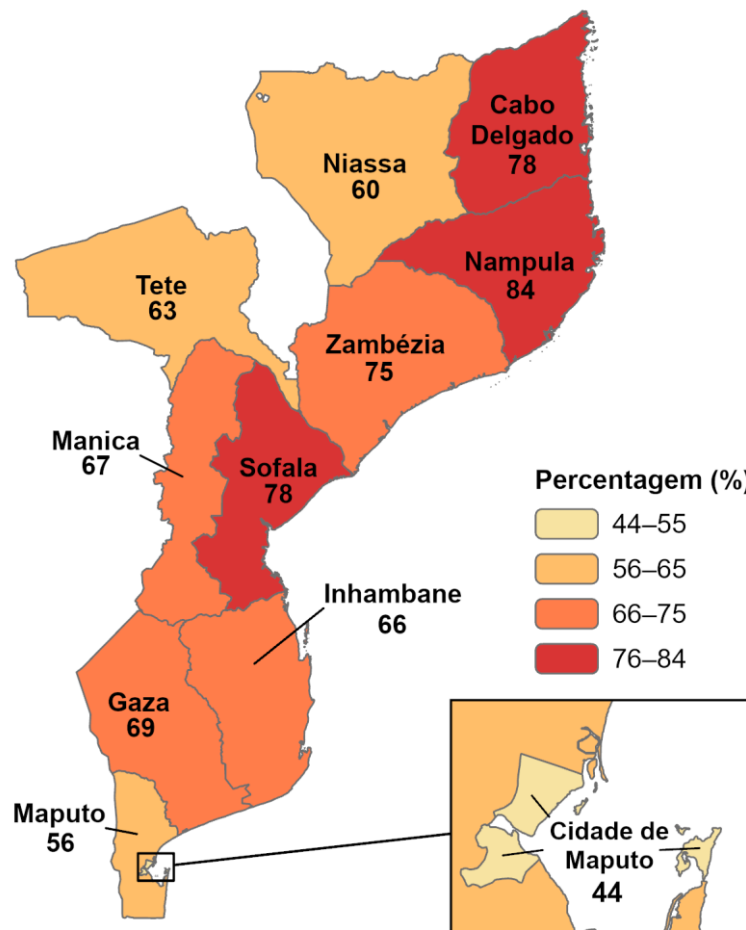 Cabo
Delgado
78
Niassa
60
Nampula
84
Tete
63
Zambézia
75
Manica
67
Sofala
78
Percentagem (%)
44–55
56–65
66–75
76–84
Inhambane
66
Gaza
69
Maputo
56
Cidade de
Maputo
44